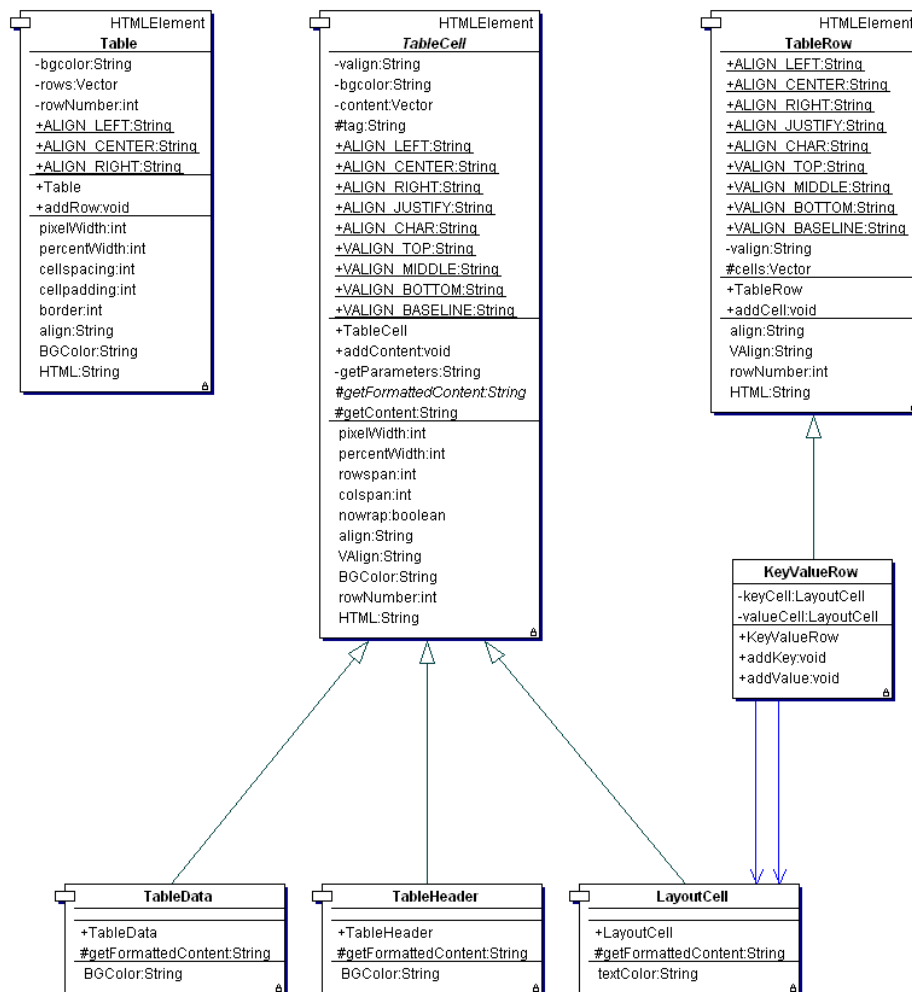 HTMLElement
Table
-bgcolor:String
-rows:Vector
-rowNumber:int
+ALIGN_LEFT:String
+ALIGN_CENTER:String
+ALIGN_RIGHT:String
+Table
+addRow:void
pixelWidth:int
percentWidth:int
cellspacing:int
cellpadding:int
border:int
align:String
BGColor:String
HTML:String
HTMLElement
TableCell
-valign:String
-bgcolor:String
-content:Vector
#tag:String
+ALIGN_LEFT:String
+ALIGN_CENTER:String
+ALIGN_RIGHT:String
+ALIGN_JUSTIFY:String
+ALIGN_CHAR:String
+VALIGN_TOP:String
+VALIGN_MIDDLE:String
+VALIGN_BOTTOM:String
+VALIGN_BASELINE:String
+TableCell
+addContent:void
-getParameters:String
#getFormattedContent:String
#getContent:String
pixelWidth:int
percentWidth:int
rowspan:int
colspan:int
nowrap:boolean
align:String
VAlign:String
BGColor:String
rowNumber:int
HTML:String
HTMLElement
TableRow
+ALIGN_LEFT:String
+ALIGN_CENTER:String
+ALIGN_RIGHT:String
+ALIGN_JUSTIFY:String
+ALIGN_CHAR:String
+VALIGN_TOP:String
+VALIGN_MIDDLE:String
+VALIGN_BOTTOM:String
+VALIGN_BASELINE:String
-valign:String
#cells:Vector
+TableRow
+addCell:void
align:String
VAlign:String
rowNumber:int
HTML:String
KeyValueRow
-keyCell:LayoutCell
-valueCell:LayoutCell
+KeyValueRow
+addKey:void
+addValue:void
TableData
+TableData
#getFormattedContent:String
BGColor:String
TableHeader
+TableHeader
#getFormattedContent:String
BGColor:String
LayoutCell
+LayoutCell
#getFormattedContent:String
textColor:String